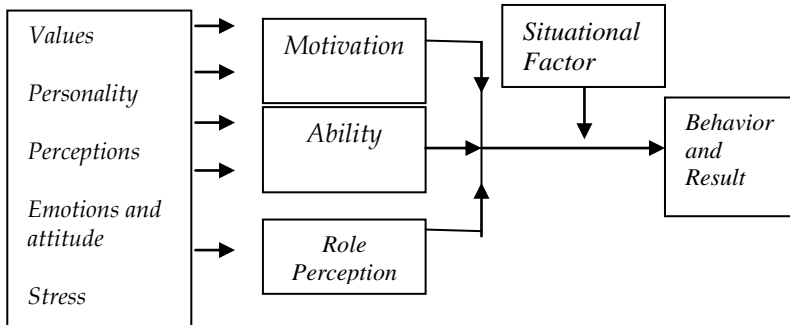 Values
Personality
Perceptions
Emotions and
attitude
Stress
Motivation
Ability
Role
Perception
Situational
Factor
Behavior
and
Result